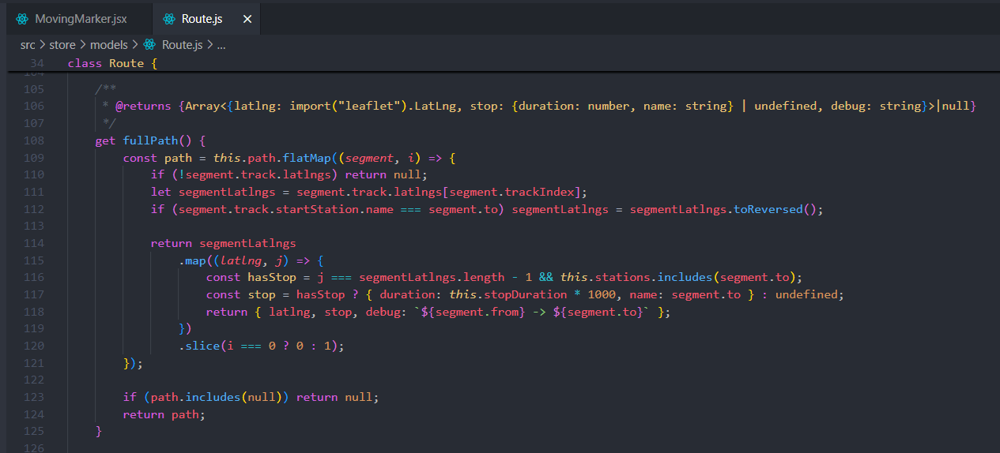 MovingMarker.jsx Route.js ×
src > store > models > Route.js > ...
34 class Route {
104
105 /**
106 * @returns {Array<{latlng: import("leaflet").LatLng, stop: {duration: number, name: string} | undefined, debug: string}>|null}
107 */
108 get fullPath() {
109 const path = this.path.flatMap((segment, i) => {
110 if (!segment.track.latlngs) return null;
111 let segmentLatlngs = segment.track.latlngs[segment.trackIndex];
112 if (segment.track.startStation.name === segment.to) segmentLatlngs = segmentLatlngs.toReversed();
113
114 return segmentLatlngs
115 .map((latlng, j) => {
116 const hasStop = j === segmentLatlngs.length - 1 && this.stations.includes(segment.to);
117 const stop = hasStop ? { duration: this.stopDuration * 1000, name: segment.to } : undefined;
118 return { latlng, stop, debug: `${segment.from} -> ${segment.to}` };
119 })
120 .slice(i === 0 ? 0 : 1);
121 });
122
123 if (path.includes(null)) return null;
124 return path;
125 }
126